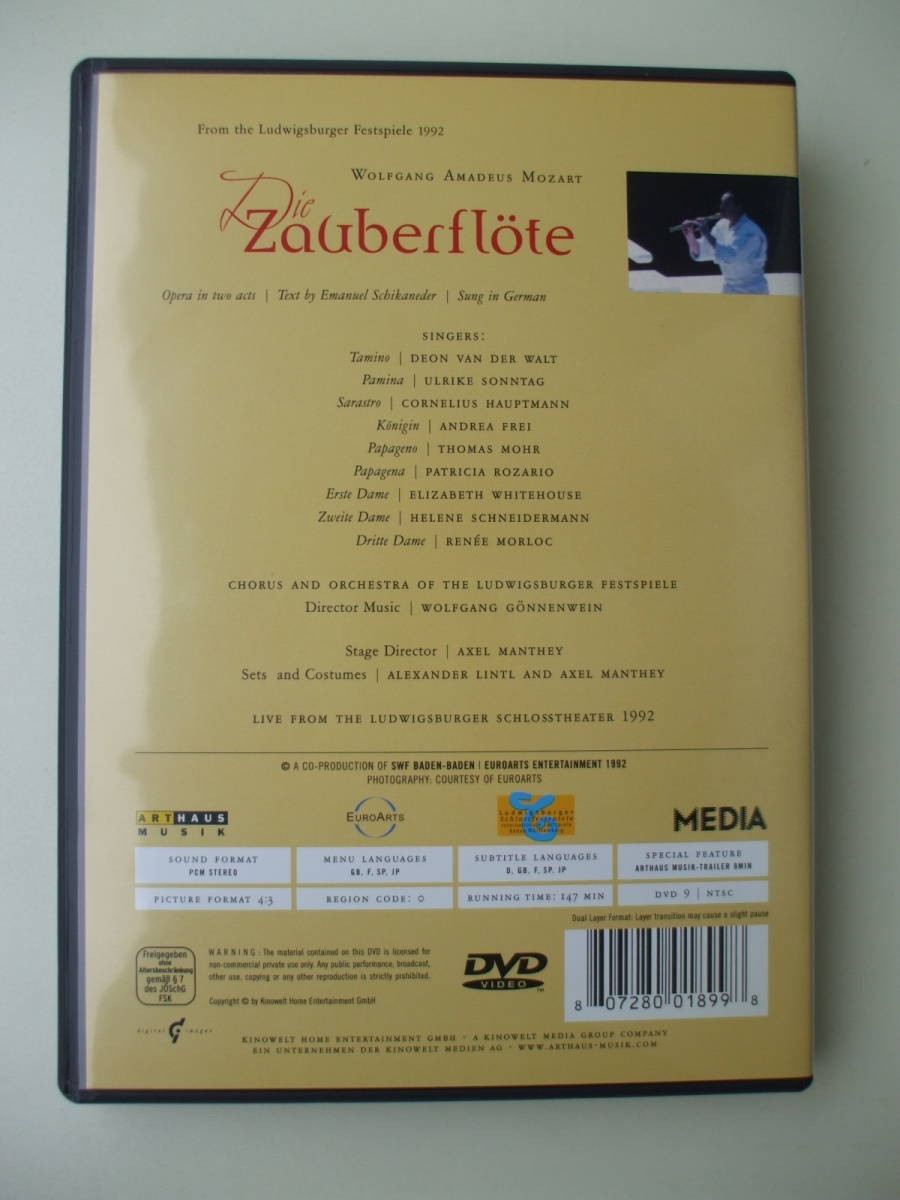 From the Ludwigsburger Festspiele 1992
WOLFGANG AMADEUS MOZART
Die
Zauberflöte
Opera in two acts | Text by Emanuel Schikaneder | Sung in German
SINGERS:
Tamino | DEON VAN DER WALT
Pamina | ULRIKE SONNTAG
Sarastro | CORNELIUS HAUPTMANN
Königin | ANDREA FREI
Papageno | THOMAS MOHR
Papagena | PATRICIA ROZARIO
Erste Dame | ELIZABETH WHITEHOUSE
Zweite Dame | HELENE SCHNEIDERMANN
Dritte Dame | RENÉE MORLOC
CHORUS AND ORCHESTRA OF THE LUDWIGSBURGER FESTSPIELE
Director Music | WOLFGANG GÖNNENWEIN
Stage Director | AXEL MANTHEY
Sets and Costumes | ALEXANDER LINTL AND AXEL MANTHEY
LIVE FROM THE LUDWIGSBURGER SCHLOSSTHEATER 1992
© A CO-PRODUCTION OF SWF BADEN-BADEN | EUROARTS ENTERTAINMENT 1992
PHOTOGRAPHY: COURTESY OF EUROARTS
ARTHAUS
MUSIK
EUROARTS
Ludwigsburger
Schlossfestspiele
MEDIA
SOUND FORMAT
PCM STEREO
MENU LANGUAGES
GB, F, SP, JP
SUBTITLE LANGUAGES
D, GB, F, SP, JP
SPECIAL FEATURE
ARTHAUS MUSIK-TRAILER 8MIN
PICTURE FORMAT 4:3
REGION CODE: 0
RUNNING TIME: 147 MIN
DVD 9 | NTSC
Dual Layer Format: Layer transition may cause a slight pause
Freigegeben
ohne
Altersbeschränkung
gemäß § 7
des JÖSchG
FSK
WARNING: The material contained on this DVD is licensed for
non-commercial private use only. Any public performance, broadcast,
other use, copying or any other reproduction is strictly prohibited.
Copyright © by Kinowelt Home Entertainment GmbH
DVD
VIDEO
TM
8 07280 01899 8
digital images
KINOWELT HOME ENTERTAINMENT GMBH · A KINOWELT MEDIA GROUP COMPANY
EIN UNTERNEHMEN DER KINOWELT MEDIEN AG · WWW.ARTHAUS-MUSIK.COM